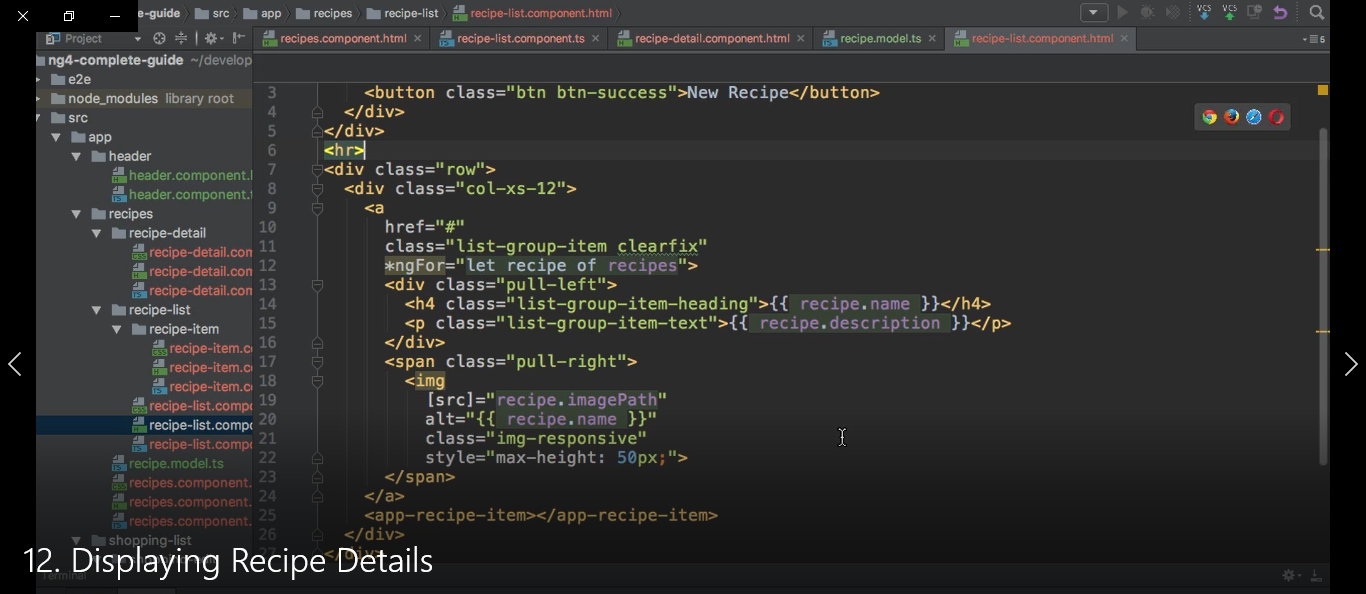 e-guide src app recipes recipe-list recipe-list.component.html
Project recipes.component.html recipe-list.component.ts recipe-detail.component.html recipe.model.ts recipe-list.component.html 5
ng4-complete-guide ~/develop
e2e
node_modules library root
src
app
header
header.component.
header.component.
recipes
recipe-detail
recipe-detail.com
recipe-detail.com
recipe-detail.com
recipe-list
recipe-item
recipe-item.c
recipe-item.c
recipe-item.c
recipe-list.comp
recipe-list.comp
recipe-list.comp
recipe.model.ts
recipes.component.
recipes.component.
recipes.component.
shopping-list
Terminal
VCS VCS
3 <button class="btn btn-success">New Recipe</button>
4 </div>
5 </div>
6 <hr>
7 <div class="row">
8 <div class="col-xs-12">
9 <a
10 href="#"
11 class="list-group-item clearfix"
12 *ngFor="let recipe of recipes">
13 <div class="pull-left">
14 <h4 class="list-group-item-heading">{{ recipe.name }}</h4>
15 <p class="list-group-item-text">{{ recipe.description }}</p>
16 </div>
17 <span class="pull-right">
18 <img
19 [src]="recipe.imagePath"
20 alt="{{ recipe.name }}"
21 class="img-responsive"
22 style="max-height: 50px;">
23 </span>
24 </a>
25 <app-recipe-item></app-recipe-item>
26 </div>
27 </div>
12. Displaying Recipe Details